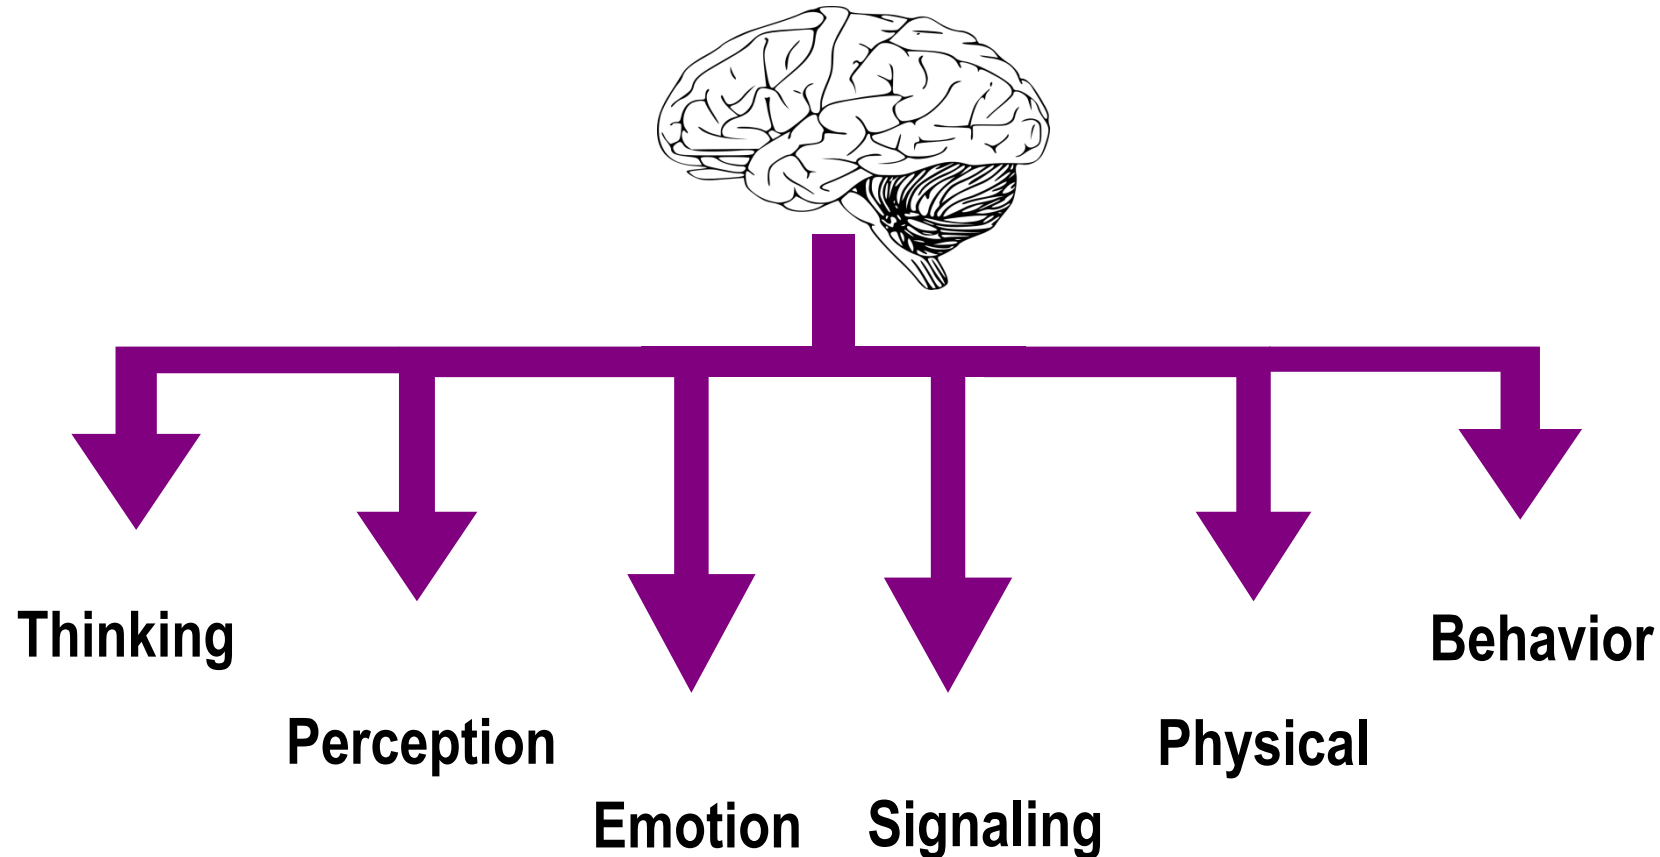 Thinking
Perception
Emotion
Signaling
Physical
Behavior